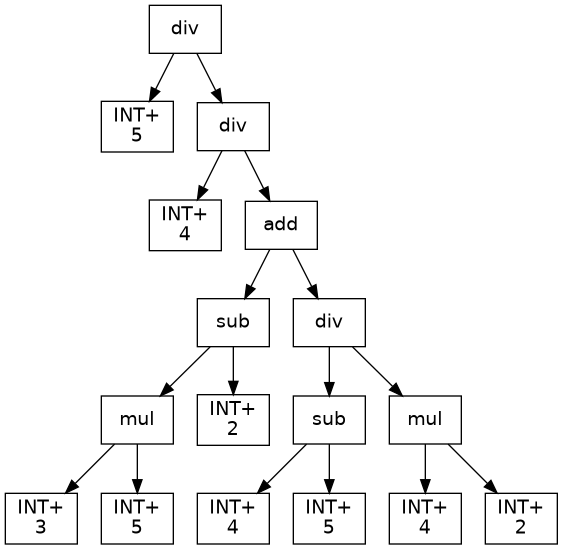 div
INT+
5
div
INT+
4
add
sub
div
mul
INT+
2
sub
mul
INT+
3
INT+
5
INT+
4
INT+
5
INT+
4
INT+
2